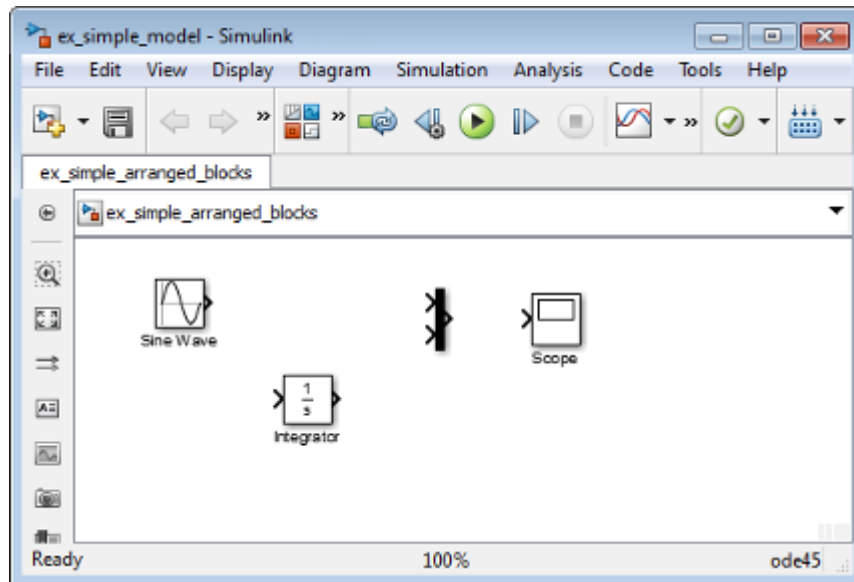 ex_simple_model - Simulink
File Edit View Display Diagram Simulation Analysis Code Tools Help
ex_simple_arranged_blocks
ex_simple_arranged_blocks
Sine Wave
Scope
1
s
Integrator
Ready 100% ode45